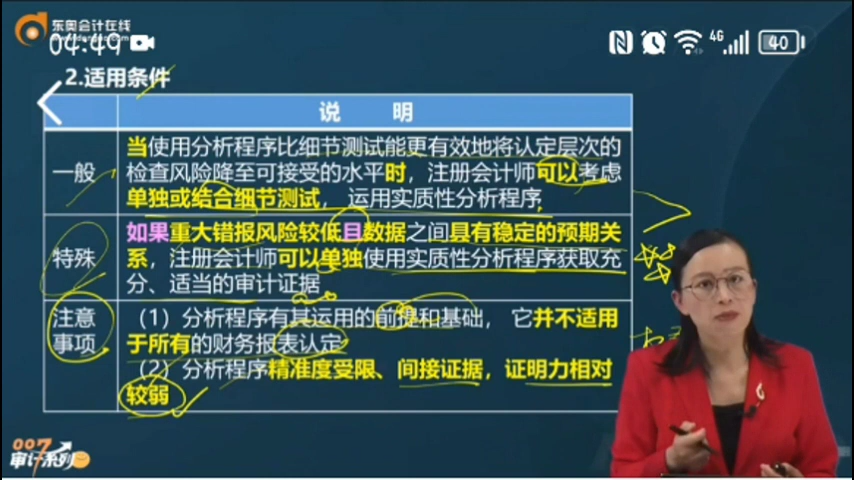 东奥会计在线
04:49
4G
40
2.适用条件
说 明
一般
当使用分析程序比细节测试能更有效地将认定层次的
检查风险降至可接受的水平时，注册会计师可以考虑
单独或结合细节测试，运用实质性分析程序
特殊
如果重大错报风险较低且数据之间具有稳定的预期关
系，注册会计师可以单独使用实质性分析程序获取充
分、适当的审计证据
注意
事项
（1）分析程序有其运用的前提和基础，它并不适用
于所有的财务报表认定
（2）分析程序精准度受限、间接证据，证明力相对
较弱
007
审计系列